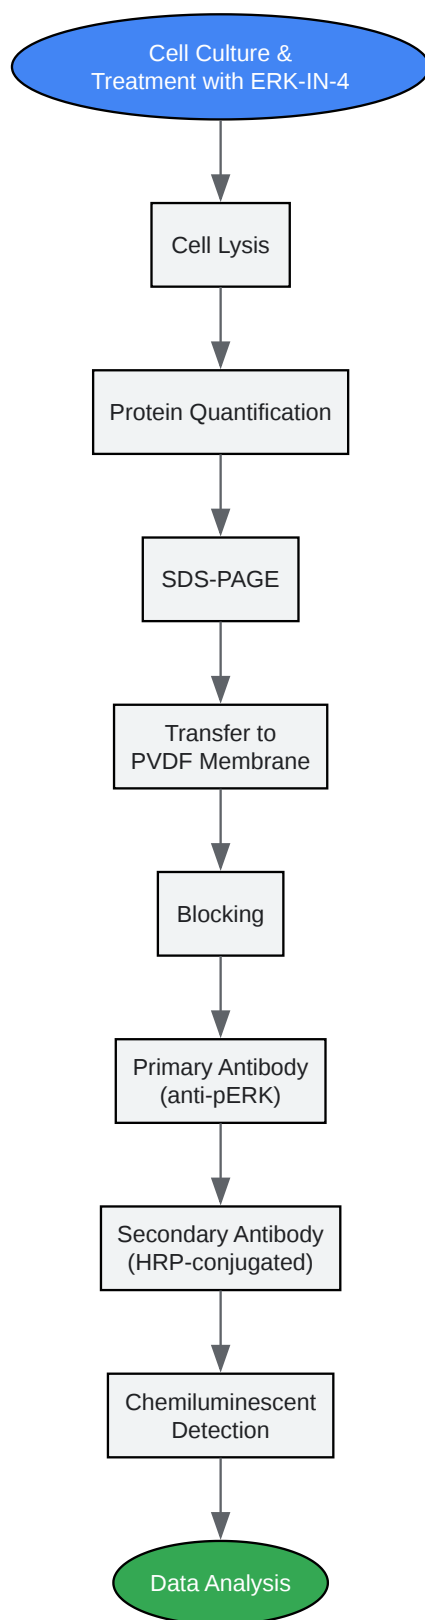 Cell Culture &
Treatment with ERK-IN-4
Cell Lysis
Protein Quantification
SDS-PAGE
Transfer to
PVDF Membrane
Blocking
Primary Antibody
(anti-pERK)
Secondary Antibody
(HRP-conjugated)
Chemiluminescent
Detection
Data Analysis